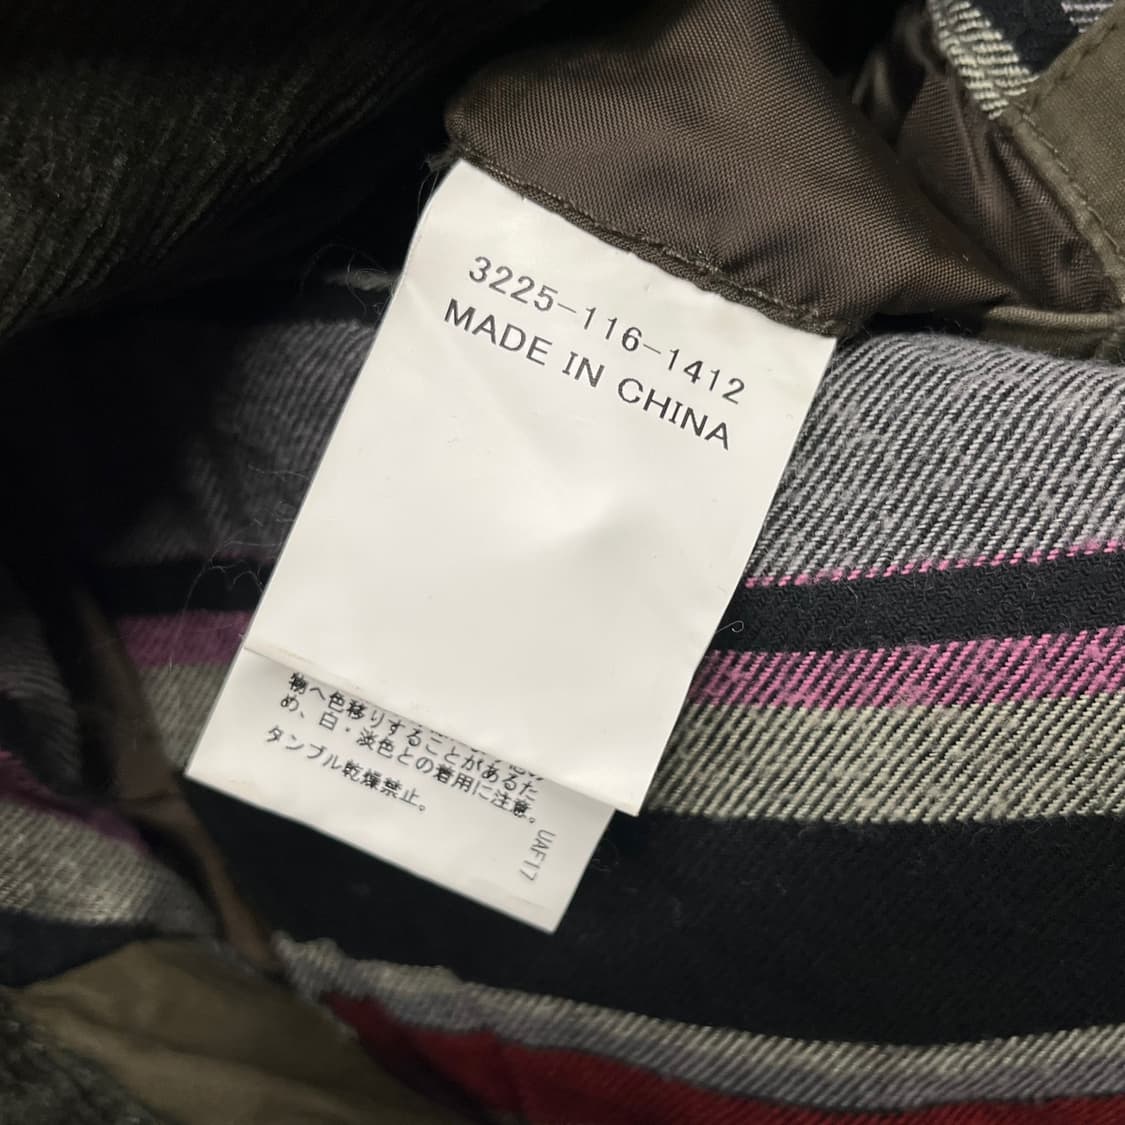 3225-116-1412
MADE IN CHINA
物へ色移りすることがあるた
め、白・淡色との着用に注意。
タンブル乾燥禁止。
UAF17